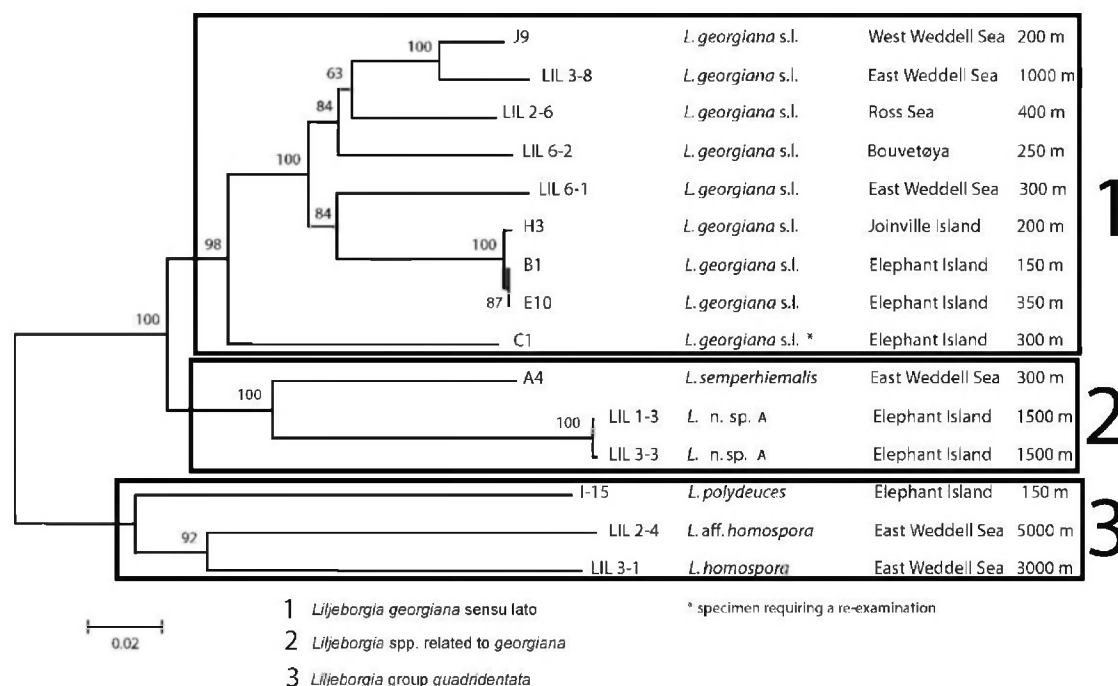 100 J9 L. georgiana s.l. West Weddell Sea 200 m
63 LIL 3-8 L. georgiana s.l. East Weddell Sea 1000 m
84 LIL 2-6 L. georgiana s.l. Ross Sea 400 m
100 LIL 6-2 L. georgiana s.l. Bouvetøya 250 m
LIL 6-1 L. georgiana s.l. East Weddell Sea 300 m
1
84 H3 L. georgiana s.l. Joinville Island 200 m
98 100 B1 L. georgiana s.l. Elephant Island 150 m
87 E10 L. georgiana s.l. Elephant Island 350 m
100 C1 L. georgiana s.l. * Elephant Island 300 m
A4 L. semperhiemalis East Weddell Sea 300 m
100 100 LIL 1-3 L. n. sp. A Elephant Island 1500 m
2
LIL 3-3 L. n. sp. A Elephant Island 1500 m
I-15 L. polydeuces Elephant Island 150 m
92 LIL 2-4 L. aff. homospora East Weddell Sea 5000 m
3
LIL 3-1 L. homospora East Weddell Sea 3000 m
1 Liljeborgia georgiana sensu lato * specimen requiring a re-examination
0.02 2 Liljeborgia spp. related to georgiana
3 Liljeborgia group quadridentata